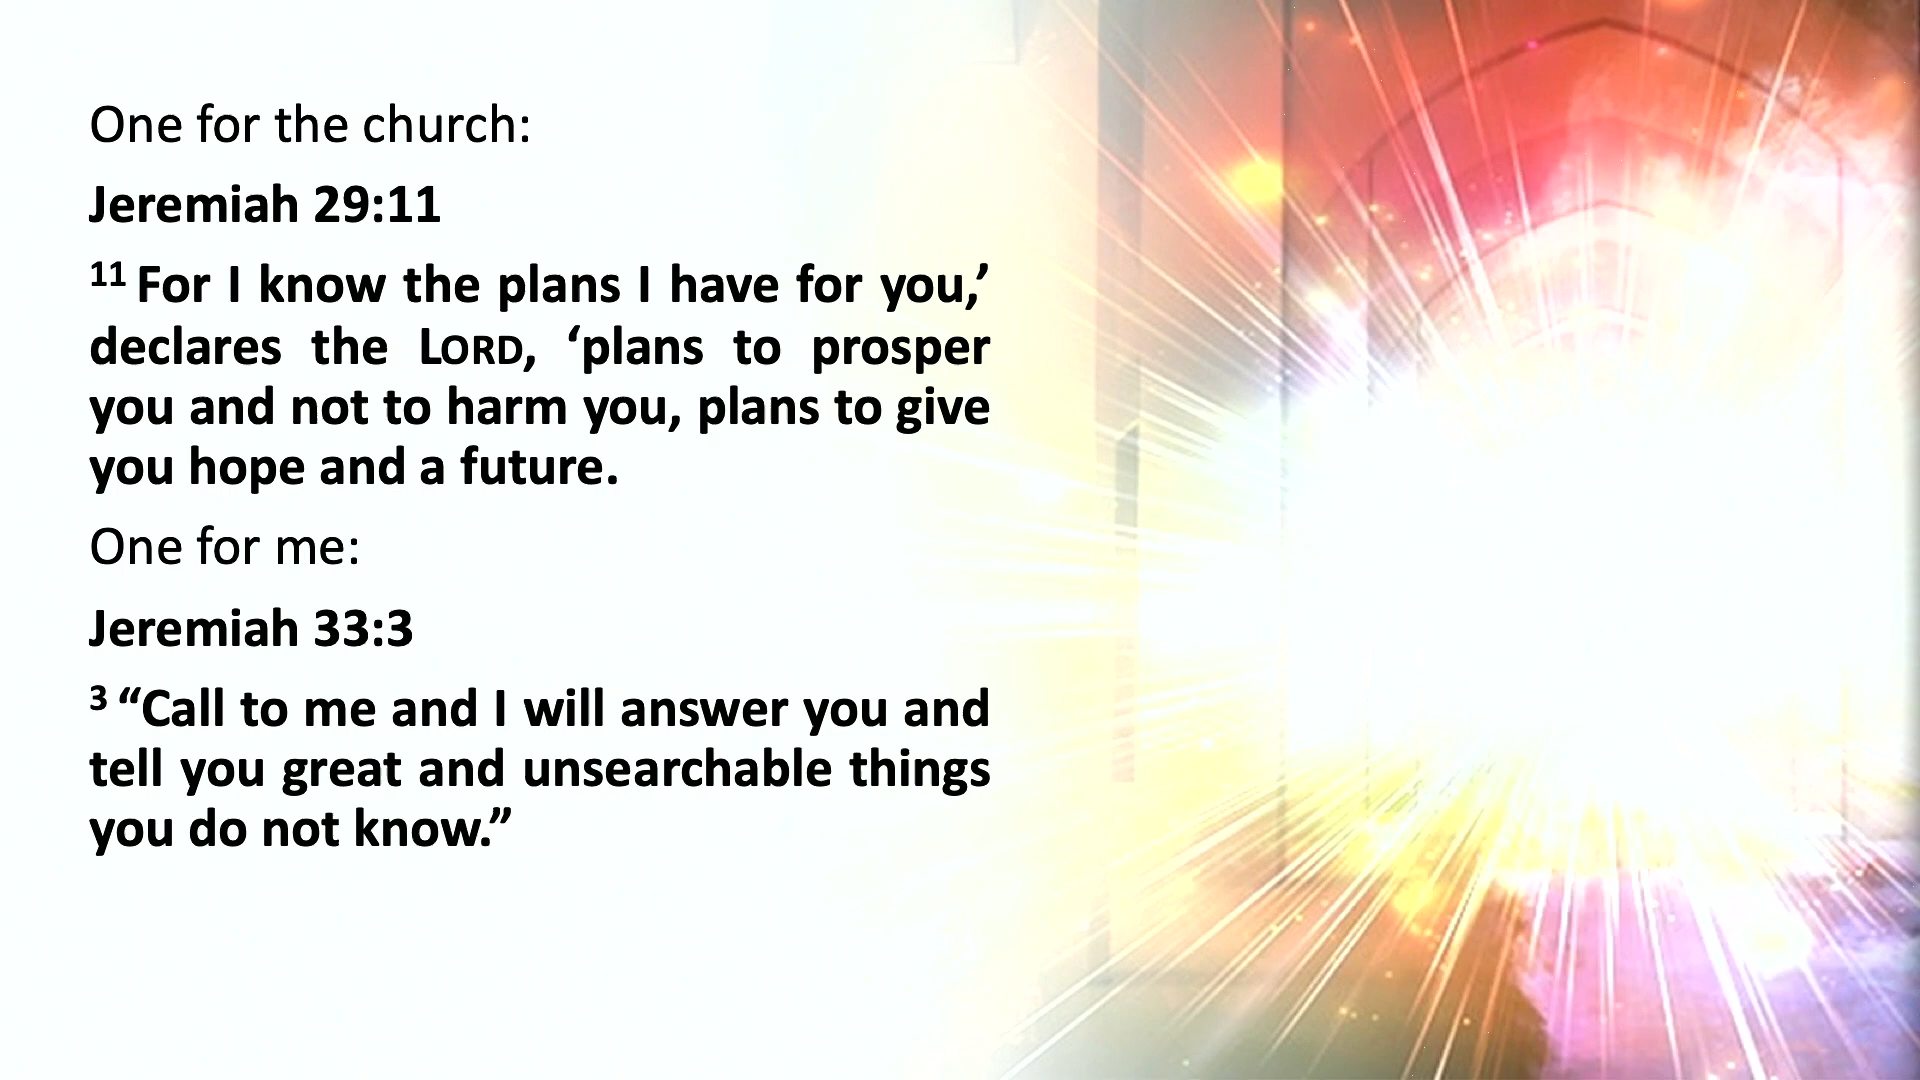 One for the church:
Jeremiah 29:11
11 For I know the plans I have for you,’
declares the LORD, ‘plans to prosper
you and not to harm you, plans to give
you hope and a future.
One for me:
Jeremiah 33:3
3 “Call to me and I will answer you and
tell you great and unsearchable things
you do not know.”